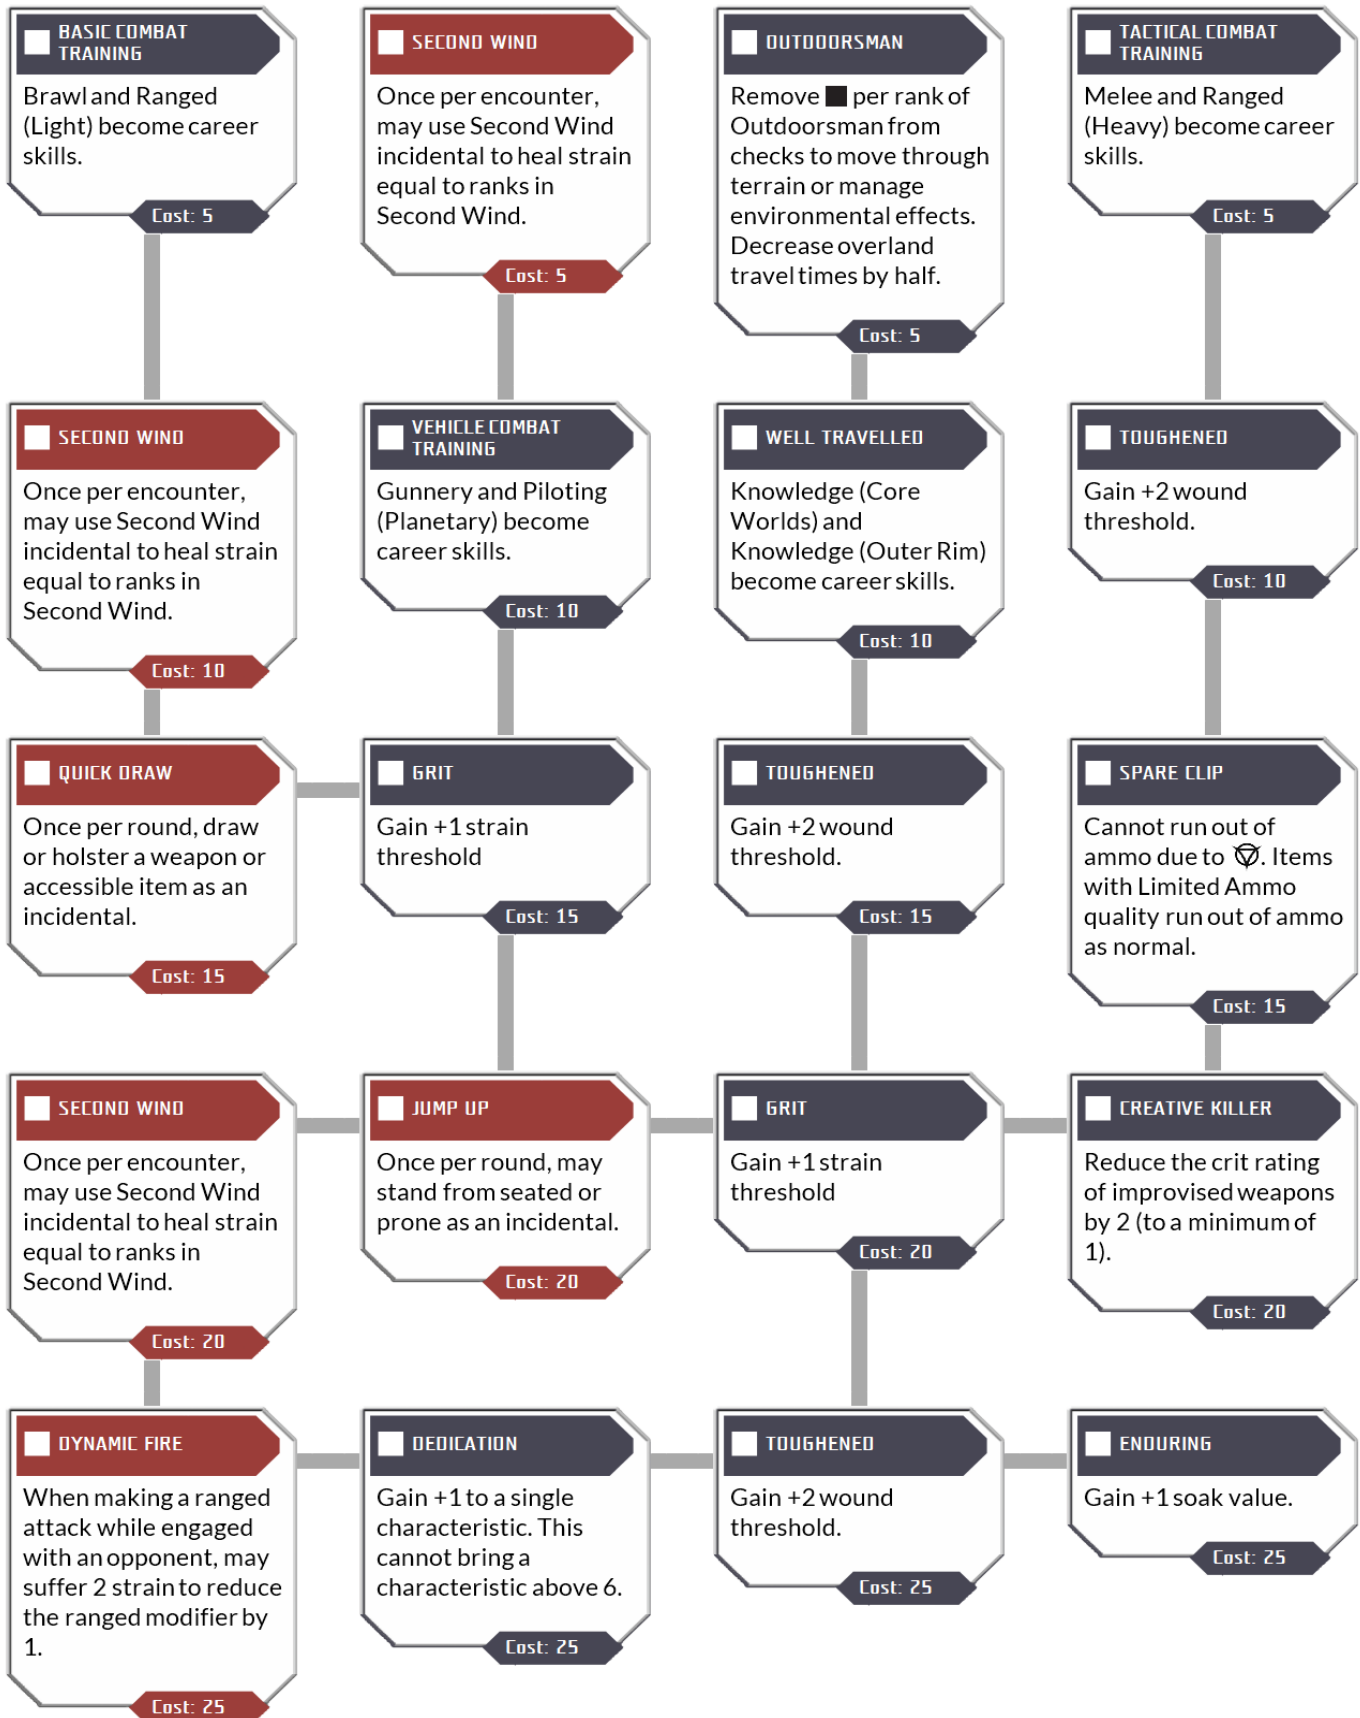 BASIC COMBAT
TRAINING
Brawl and Ranged
(Light) become career
skills.
Cost: 5
SECOND WIND
Once per encounter,
may use Second Wind
incidental to heal strain
equal to ranks in
Second Wind.
Cost: 5
OUTDOORSMAN
Remove ■ per rank of
Outdoorsman from
checks to move through
terrain or manage
environmental effects.
Decrease overland
travel times by half.
Cost: 5
TACTICAL COMBAT
TRAINING
Melee and Ranged
(Heavy) become career
skills.
Cost: 5
SECOND WIND
Once per encounter,
may use Second Wind
incidental to heal strain
equal to ranks in
Second Wind.
Cost: 10
VEHICLE COMBAT
TRAINING
Gunnery and Piloting
(Planetary) become
career skills.
Cost: 10
WELL TRAVELLED
Knowledge (Core
Worlds) and
Knowledge (Outer Rim)
become career skills.
Cost: 10
TOUGHENED
Gain +2 wound
threshold.
Cost: 10
QUICK DRAW
Once per round, draw
or holster a weapon or
accessible item as an
incidental.
Cost: 15
GRIT
Gain +1 strain
threshold
Cost: 15
TOUGHENED
Gain +2 wound
threshold.
Cost: 15
SPARE CLIP
Cannot run out of
ammo due to . Items
with Limited Ammo
quality run out of ammo
as normal.
Cost: 15
SECOND WIND
Once per encounter,
may use Second Wind
incidental to heal strain
equal to ranks in
Second Wind.
Cost: 20
JUMP UP
Once per round, may
stand from seated or
prone as an incidental.
Cost: 20
GRIT
Gain +1 strain
threshold
Cost: 20
CREATIVE KILLER
Reduce the crit rating
of improvised weapons
by 2 (to a minimum of
1).
Cost: 20
DYNAMIC FIRE
When making a ranged
attack while engaged
with an opponent, may
suffer 2 strain to reduce
the ranged modifier by
1.
Cost: 25
DEDICATION
Gain +1 to a single
characteristic. This
cannot bring a
characteristic above 6.
Cost: 25
TOUGHENED
Gain +2 wound
threshold.
Cost: 25
ENDURING
Gain +1 soak value.
Cost: 25